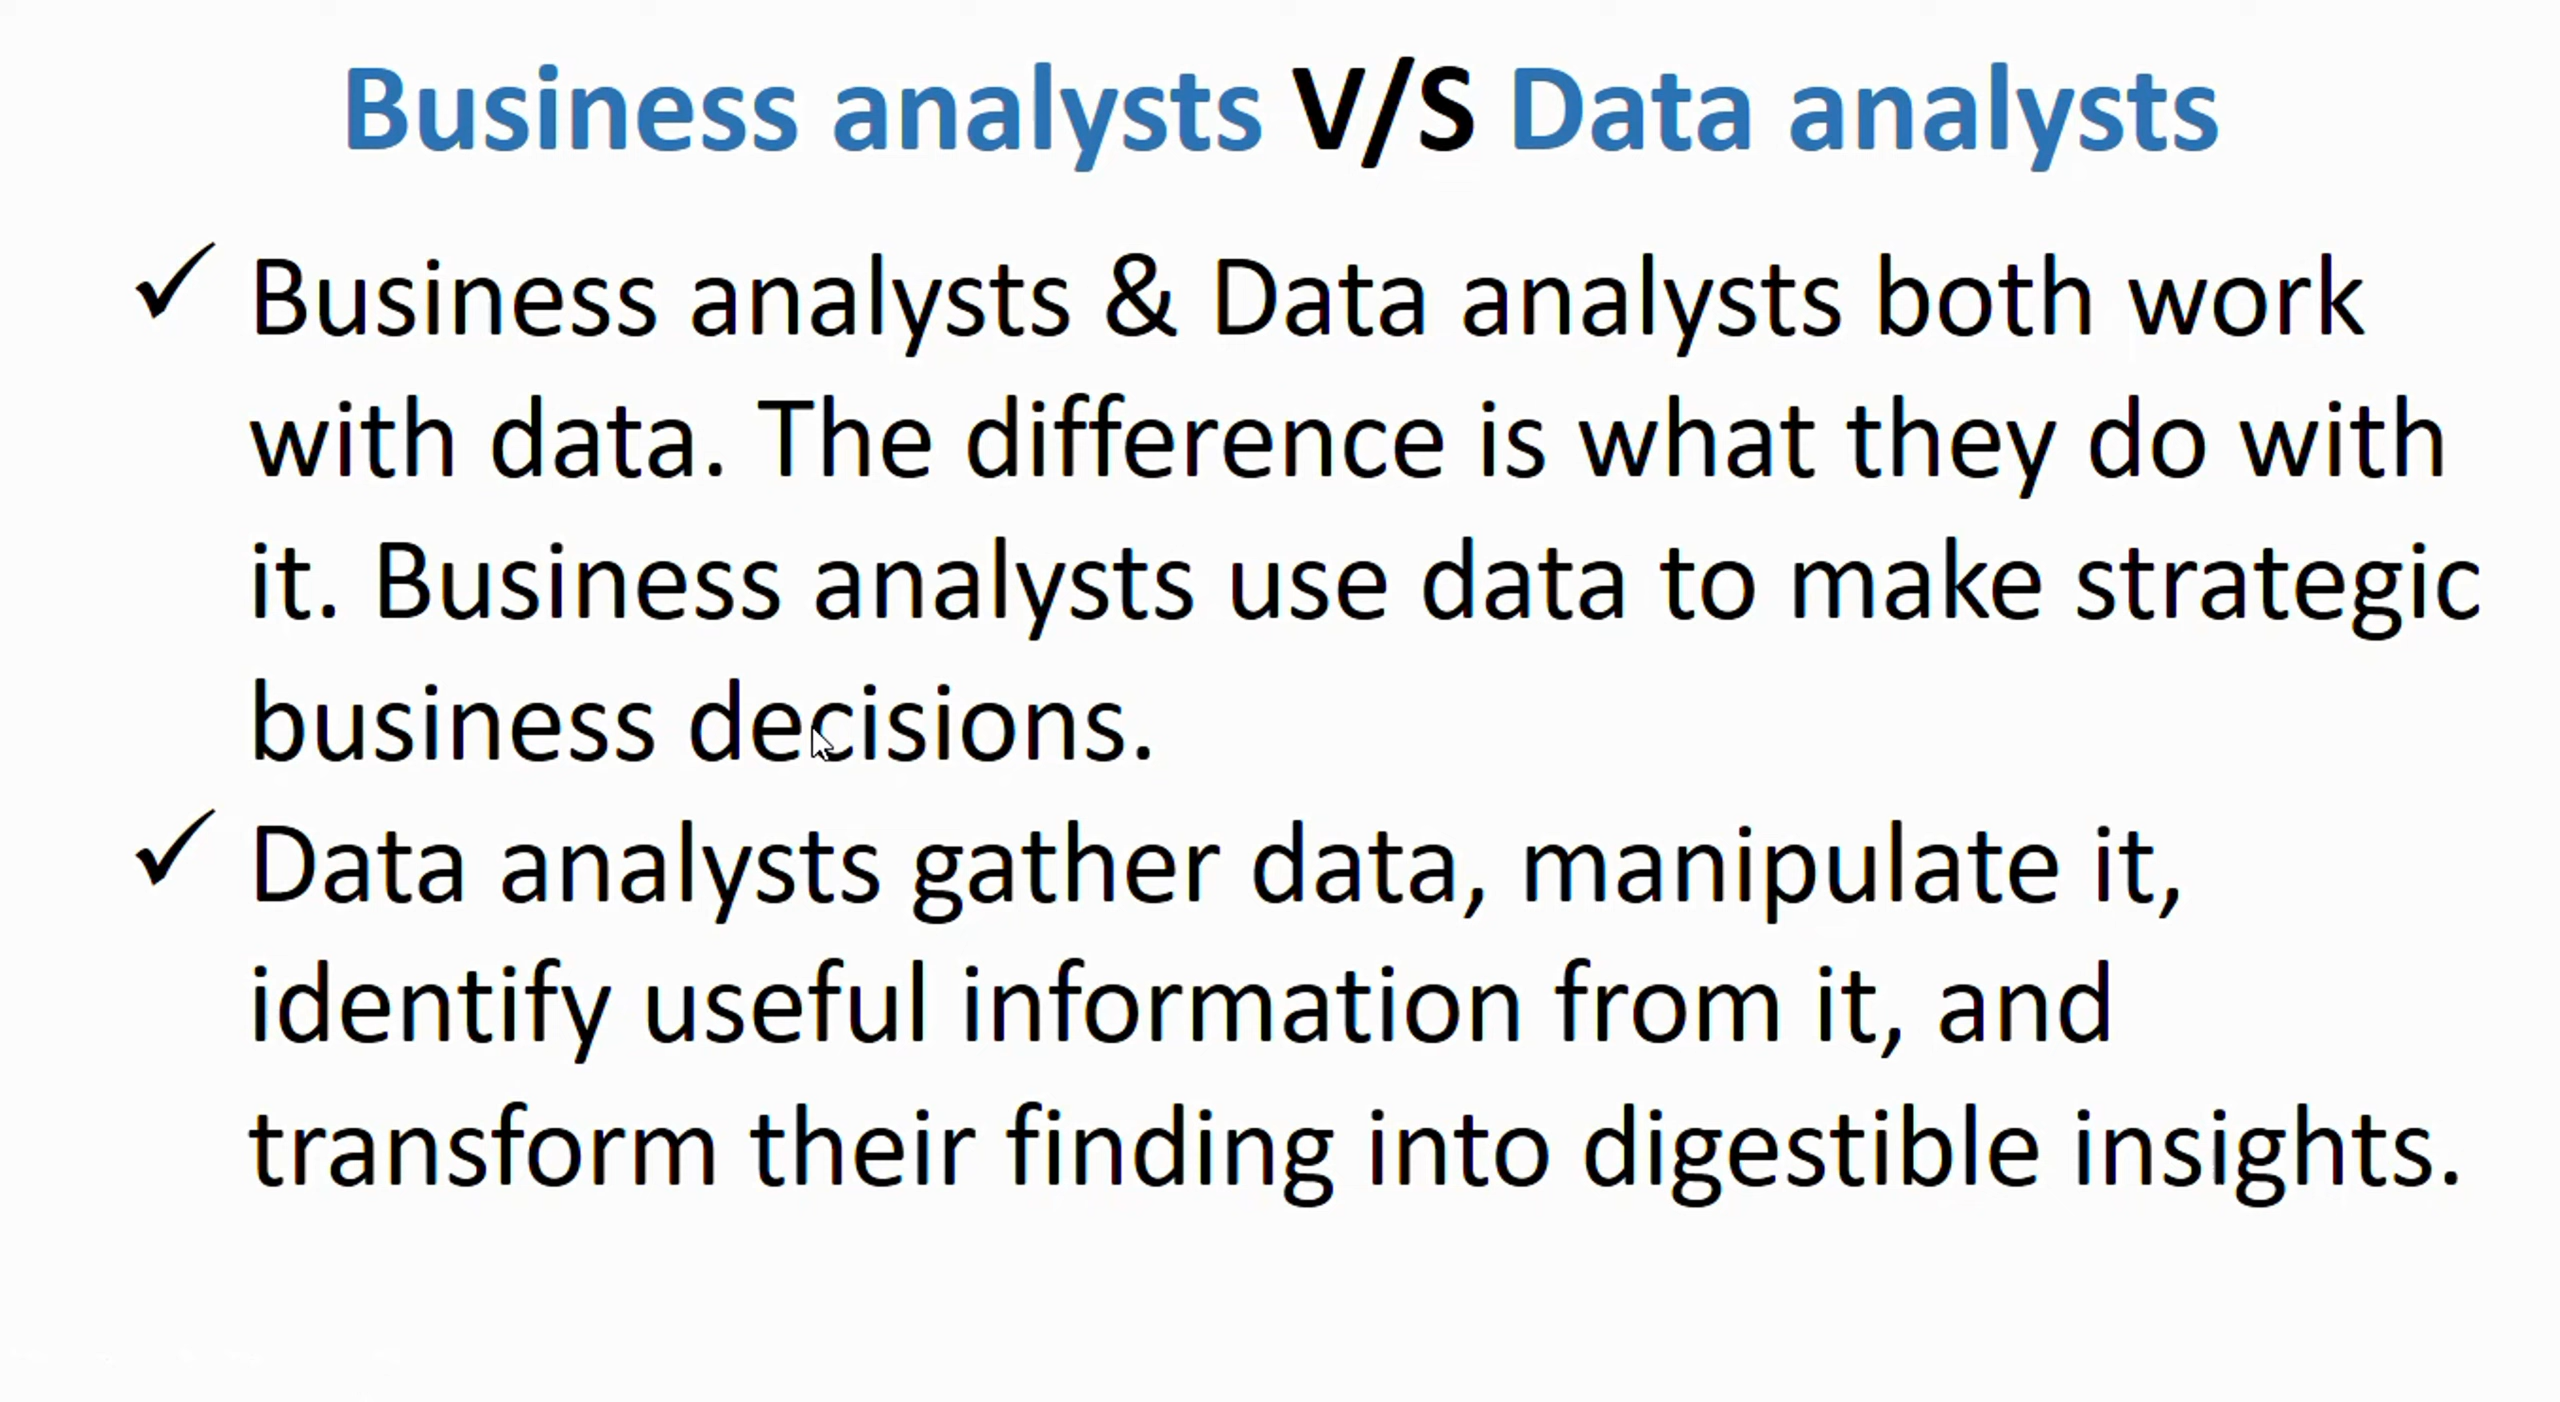 Business analysts V/S Data analysts
✓ Business analysts & Data analysts both work
with data. The difference is what they do with
it. Business analysts use data to make strategic
business decisions.
✓ Data analysts gather data, manipulate it,
identify useful information from it, and
transform their finding into digestible insights.